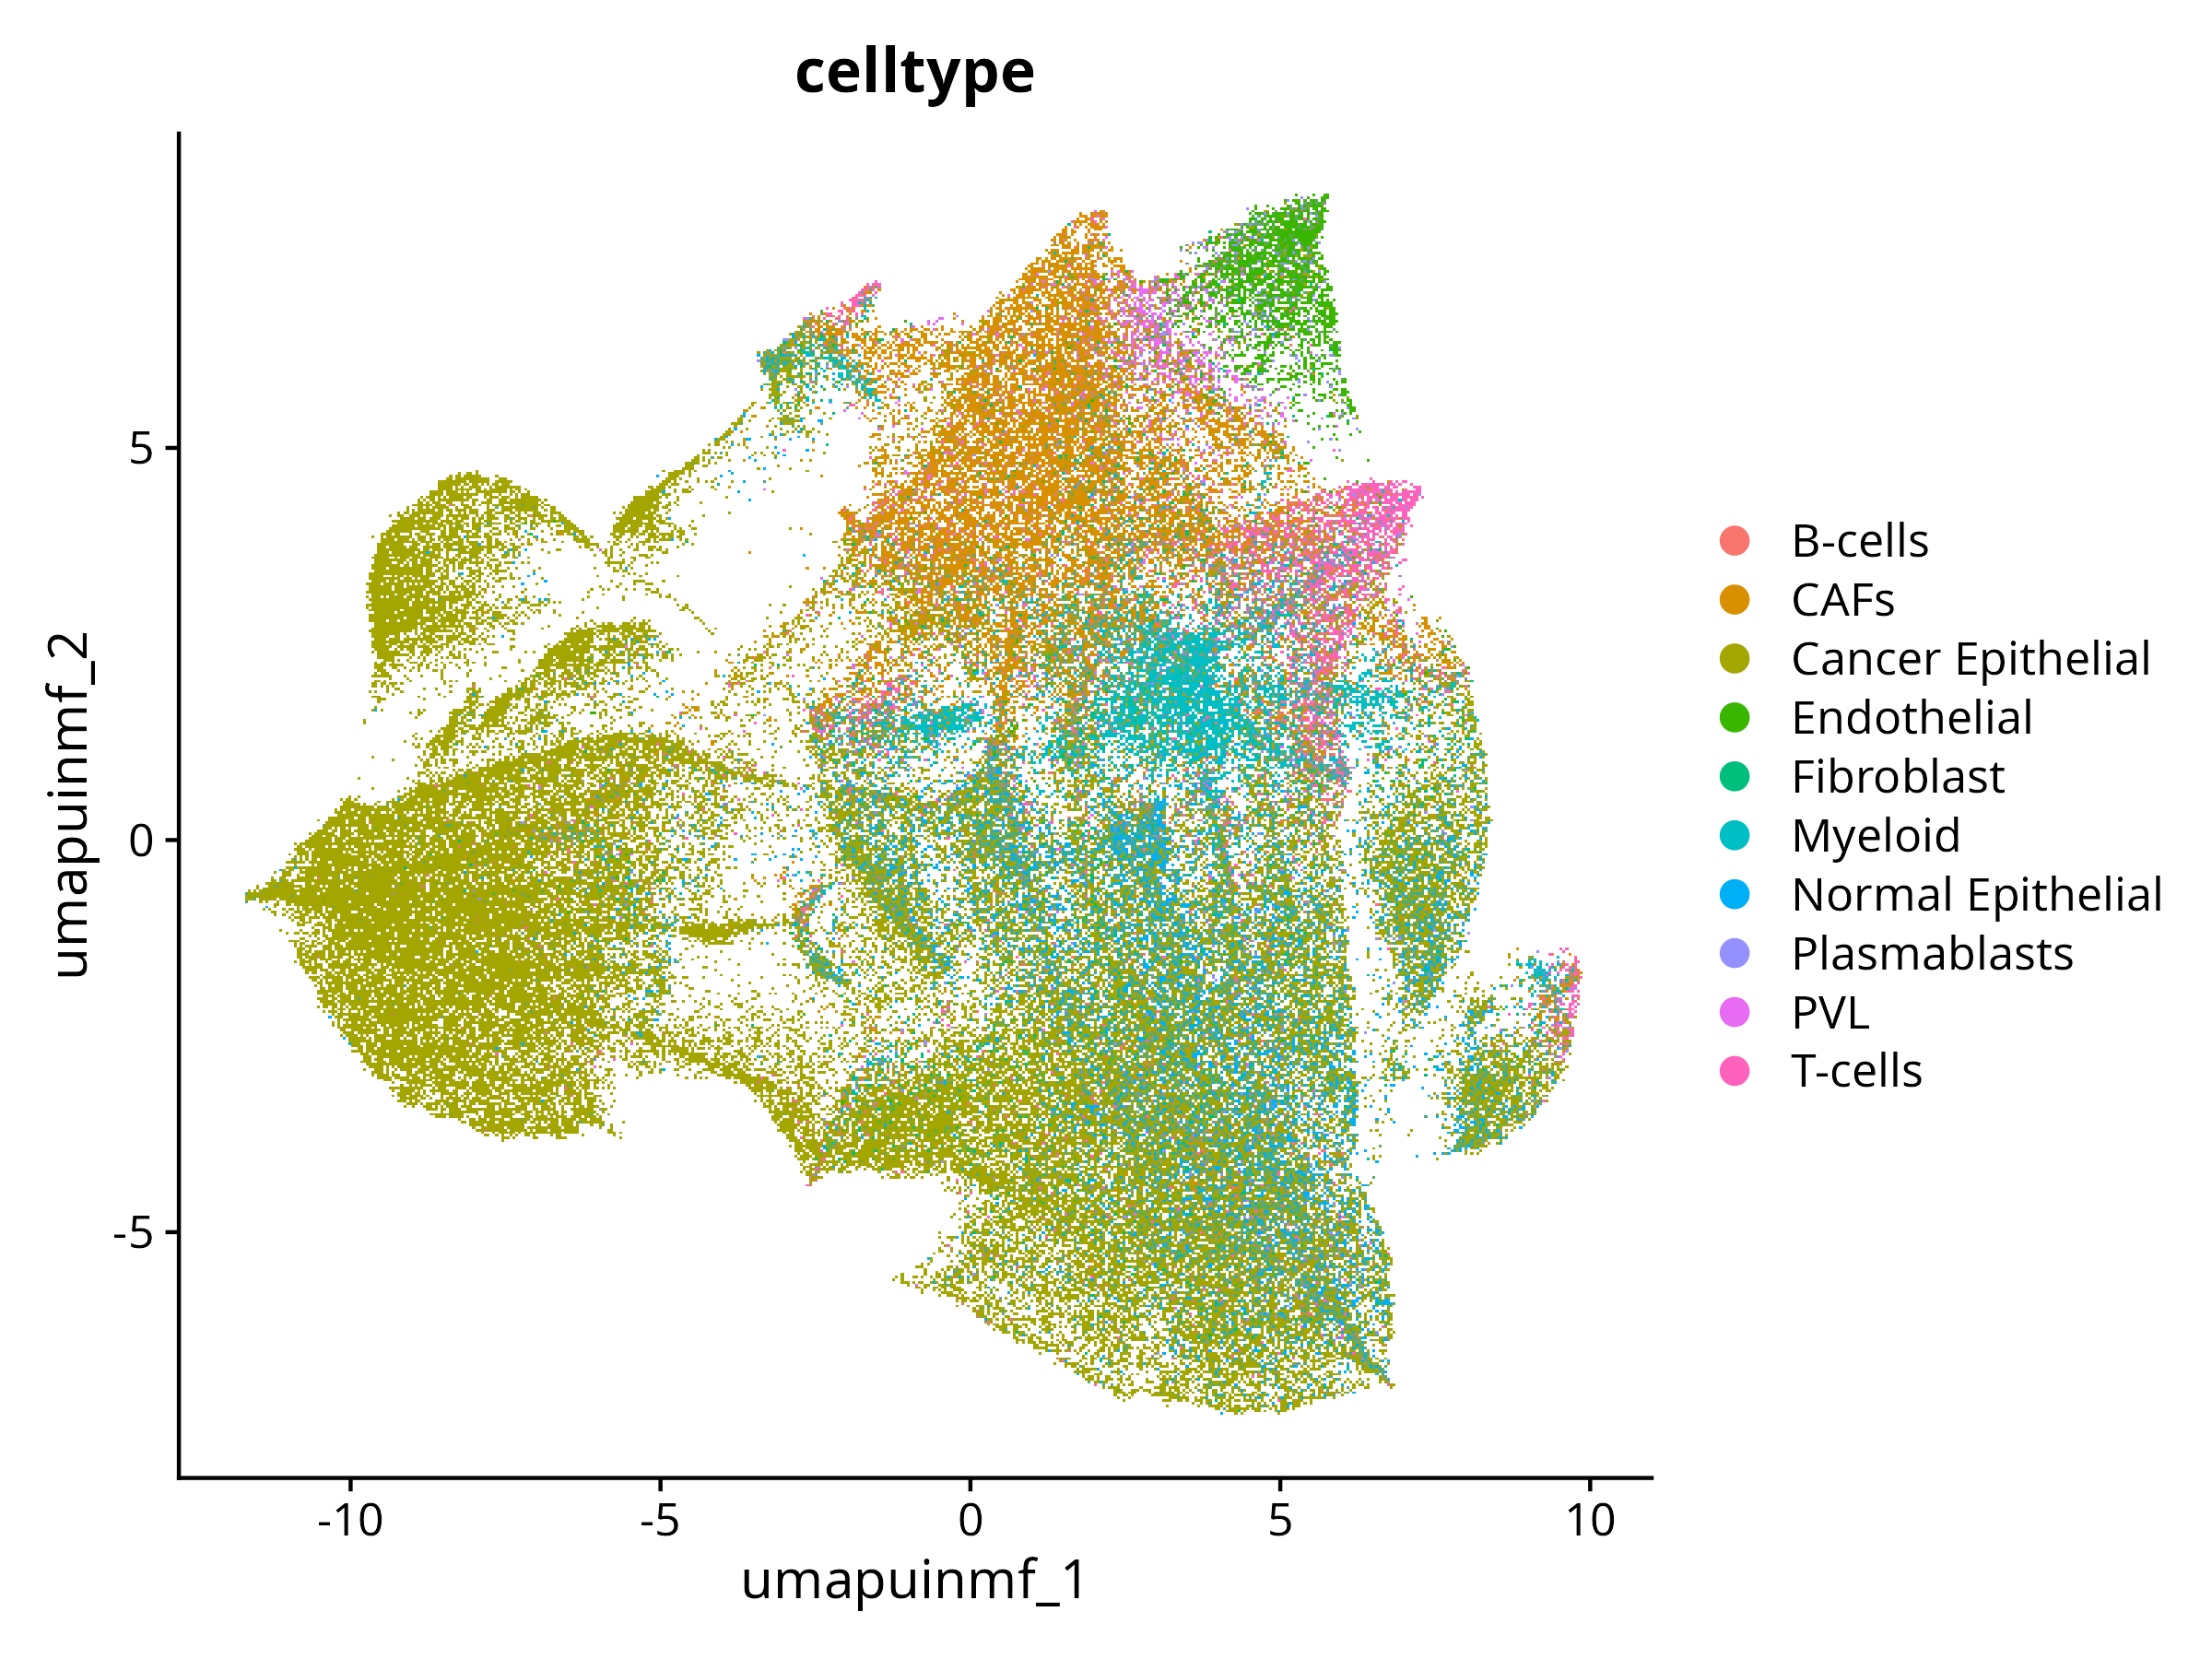 celltype
umapuinmf_2
5
0
-5
-10
-5
0
5
10
umapuinmf_1
B-cells
CAFs
Cancer Epithelial
Endothelial
Fibroblast
Myeloid
Normal Epithelial
Plasmablasts
PVL
T-cells